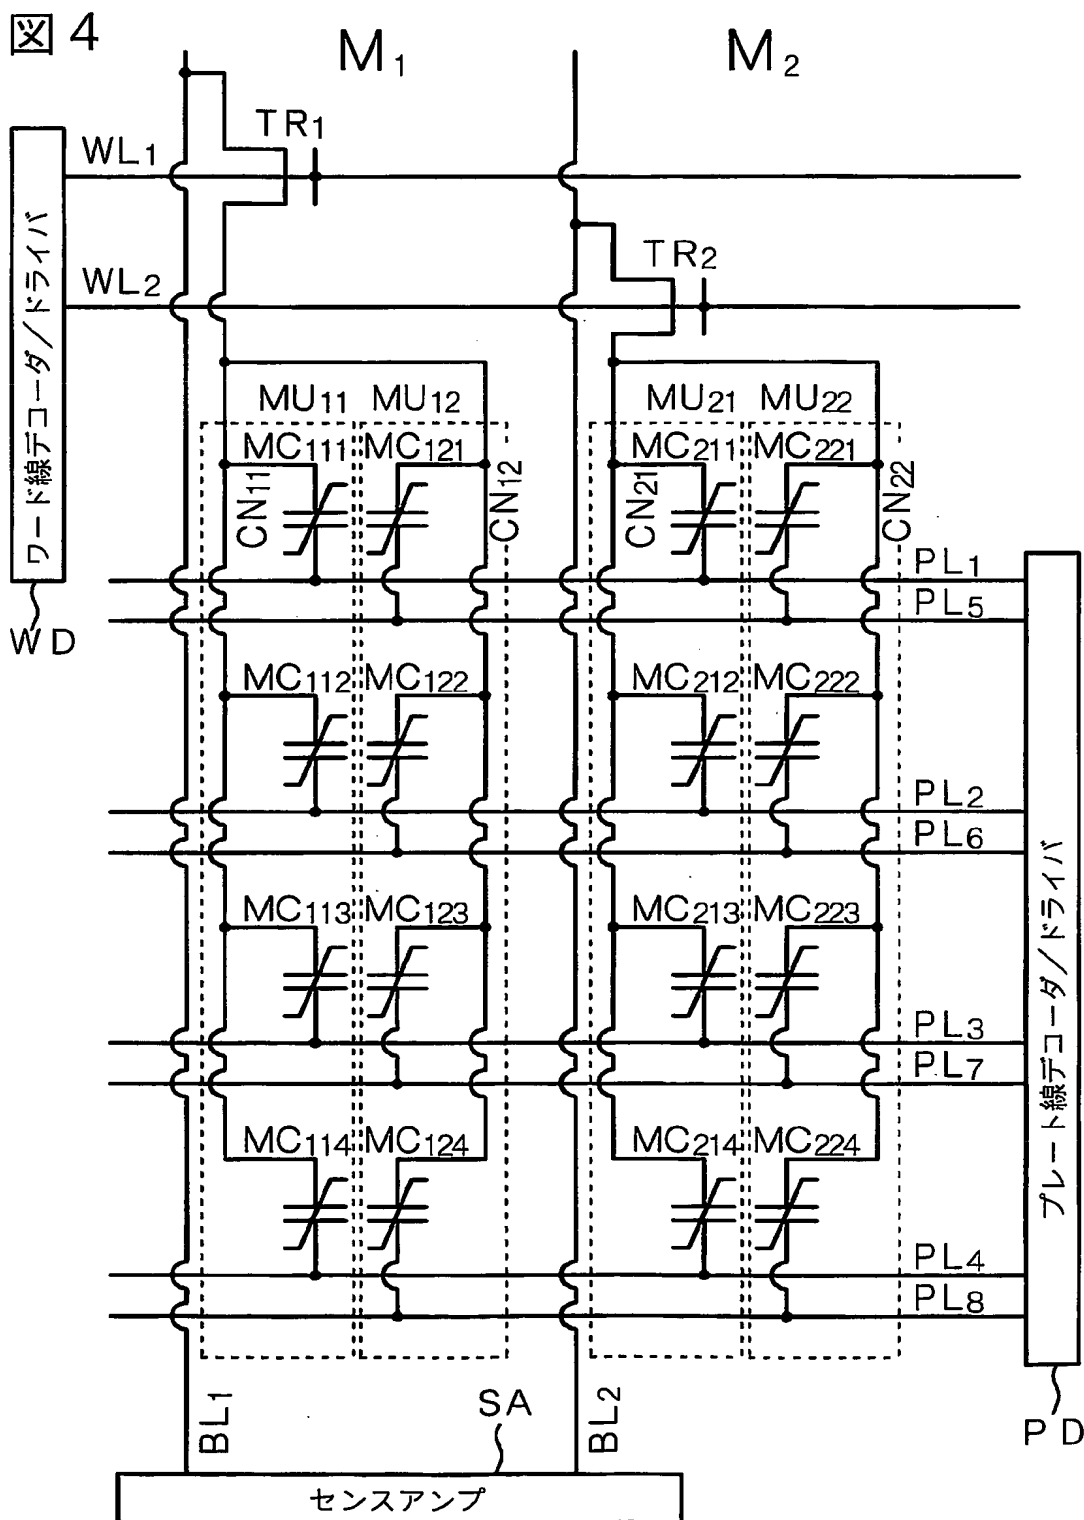 図4
M1
M2
TR1
WL1
TR2
WL2
ワード線デコーダ/ドライバ
WD
MU11 MU12
MU21 MU22
MC111 MC121
MC211 MC221
CN11
CN12
CN21
CN22
PL1
PL5
MC112 MC122
MC212 MC222
PL2
PL6
MC113 MC123
MC213 MC223
PL3
PL7
MC114 MC124
MC214 MC224
PL4
PL8
プレート線デコーダ/ドライバ
PD
BL1
SA
BL2
センスアンプ